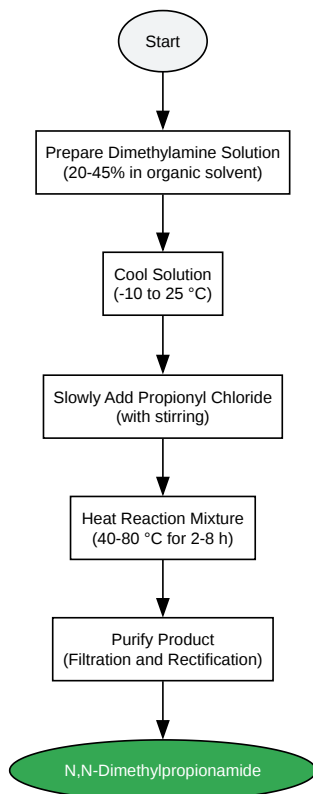 Start
Prepare Dimethylamine Solution
(20-45% in organic solvent)
Cool Solution
(-10 to 25 °C)
Slowly Add Propionyl Chloride
(with stirring)
Heat Reaction Mixture
(40-80 °C for 2-8 h)
Purify Product
(Filtration and Rectification)
N,N-Dimethylpropionamide